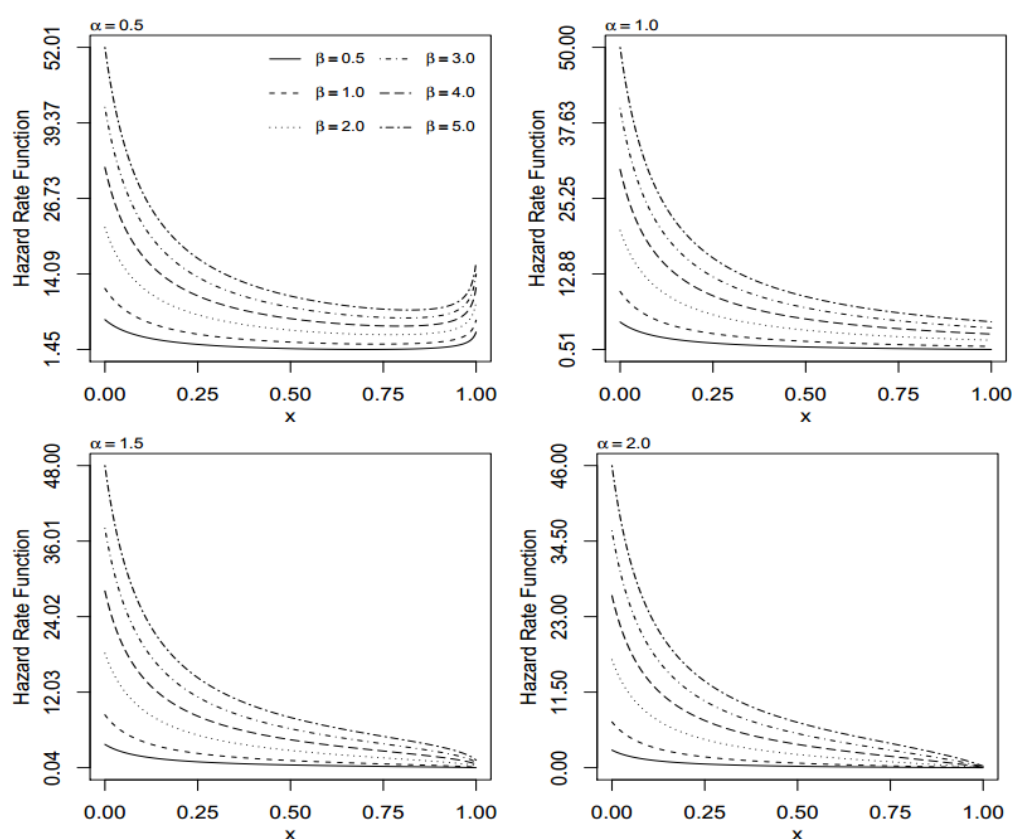 α = 0.5
Hazard Rate Function
52.01
39.37
26.73
14.09
1.45
β = 0.5 β = 3.0
β = 1.0 β = 4.0
β = 2.0 β = 5.0
0.00 0.25 0.50 0.75 1.00
x
α = 1.0
Hazard Rate Function
50.00
37.63
25.25
12.88
0.51
0.00 0.25 0.50 0.75 1.00
x
α = 1.5
Hazard Rate Function
48.00
36.01
24.02
12.03
0.04
0.00 0.25 0.50 0.75 1.00
x
α = 2.0
Hazard Rate Function
46.00
34.50
23.00
11.50
0.00
0.00 0.25 0.50 0.75 1.00
x